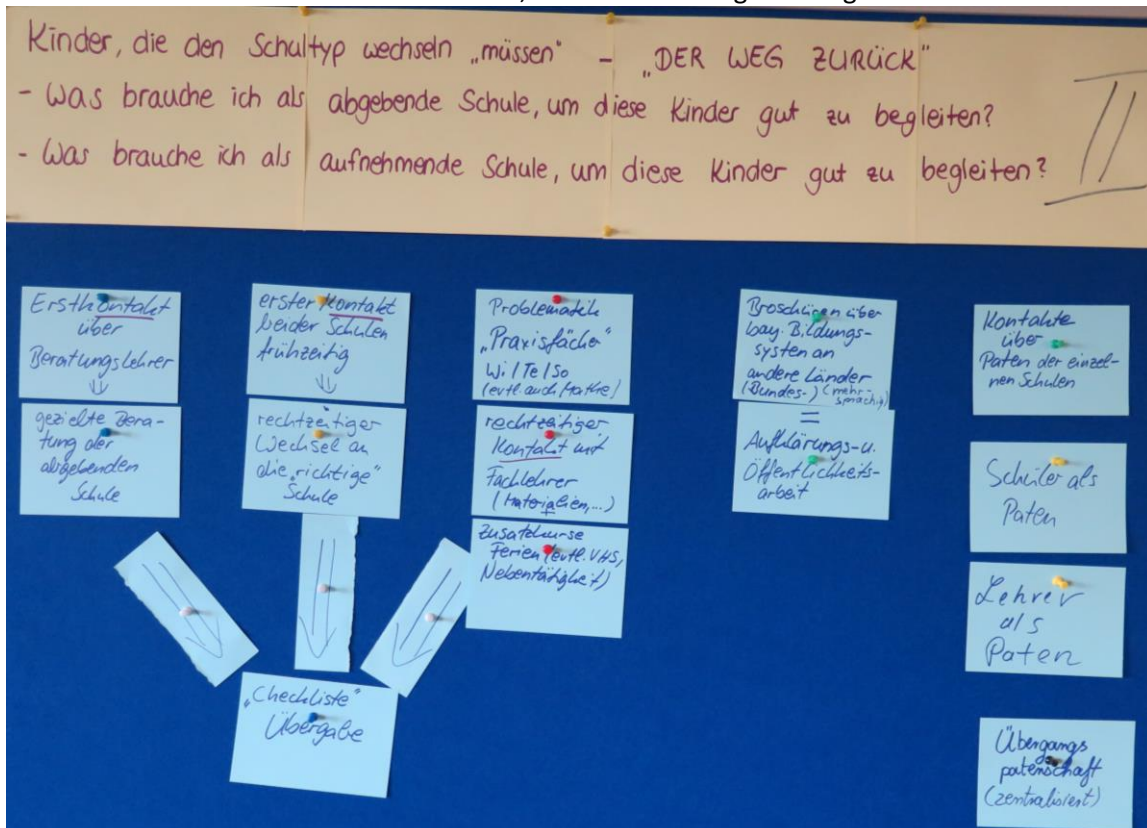 Kinder, die den Schultyp wechseln „müssen" – „DER WEG ZURÜCK"
- Was brauche ich als abgebende Schule, um diese Kinder gut zu begleiten?
- Was brauche ich als aufnehmende Schule, um diese Kinder gut zu begleiten?
II
Erstkontakt
über
Beratungslehrer
gezielte Bera-
tung der
abgebenden
Schule
erster Kontakt
beider Schulen
frühzeitig
rechtzeitiger
Wechsel an
die „richtige"
Schule
„Checkliste"
Übergabe
Problematik
„Praxisfächer"
Wi/Te/So
(evtl. auch Mathe)
rechtzeitiger
Kontakt mit
Fachlehrer
(Materialien,...)
Zusatzkurse
Ferien (evtl. VHS,
Nebentätigkeit)
Broschüren über
bay. Bildungs-
system an
andere Länder
(Bundes-) (mehr-
sprachig)
=
Aufklärungs- u.
Öffentlichkeits-
arbeit
Kontakte
über
Paten der einzel-
nen Schulen
Schüler als
Paten
Lehrer
als
Paten
Übergangs
patenschaft
(zentralisiert)